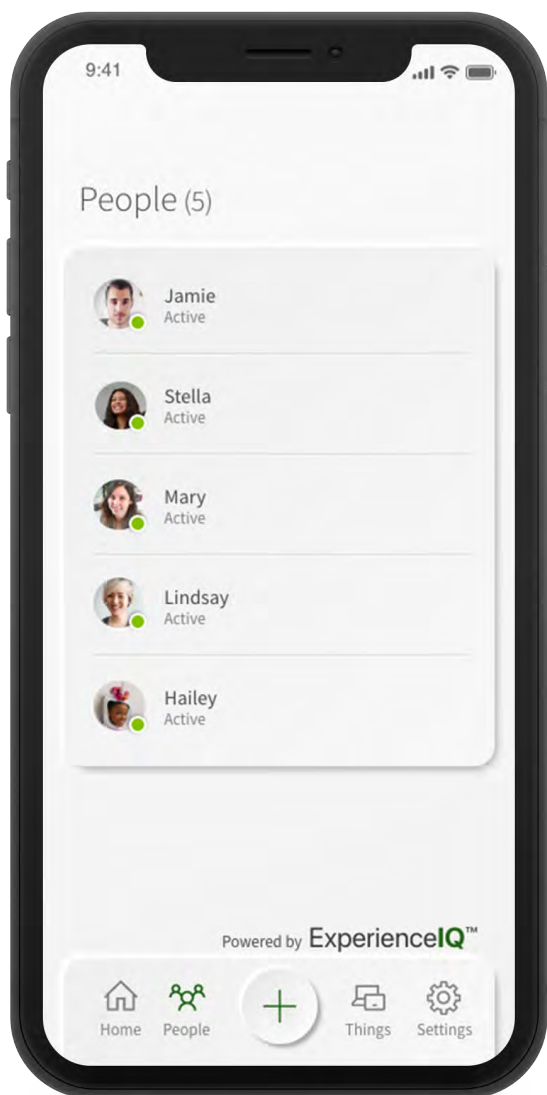 9:41
People (5)
Jamie
Active
Stella
Active
Mary
Active
Lindsay
Active
Hailey
Active
Powered by ExperienceIQ™
Home People Things Settings